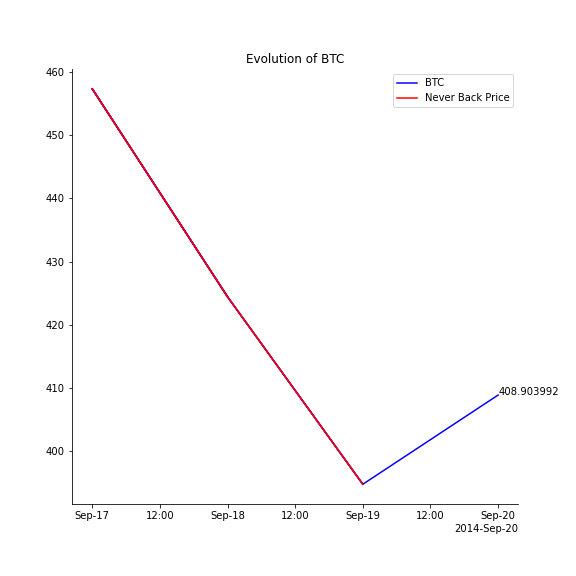 Evolution of BTC
BTC
Never Back Price
460
450
440
430
420
410
400
408.903992
Sep-17 12:00 Sep-18 12:00 Sep-19 12:00 Sep-20
2014-Sep-20